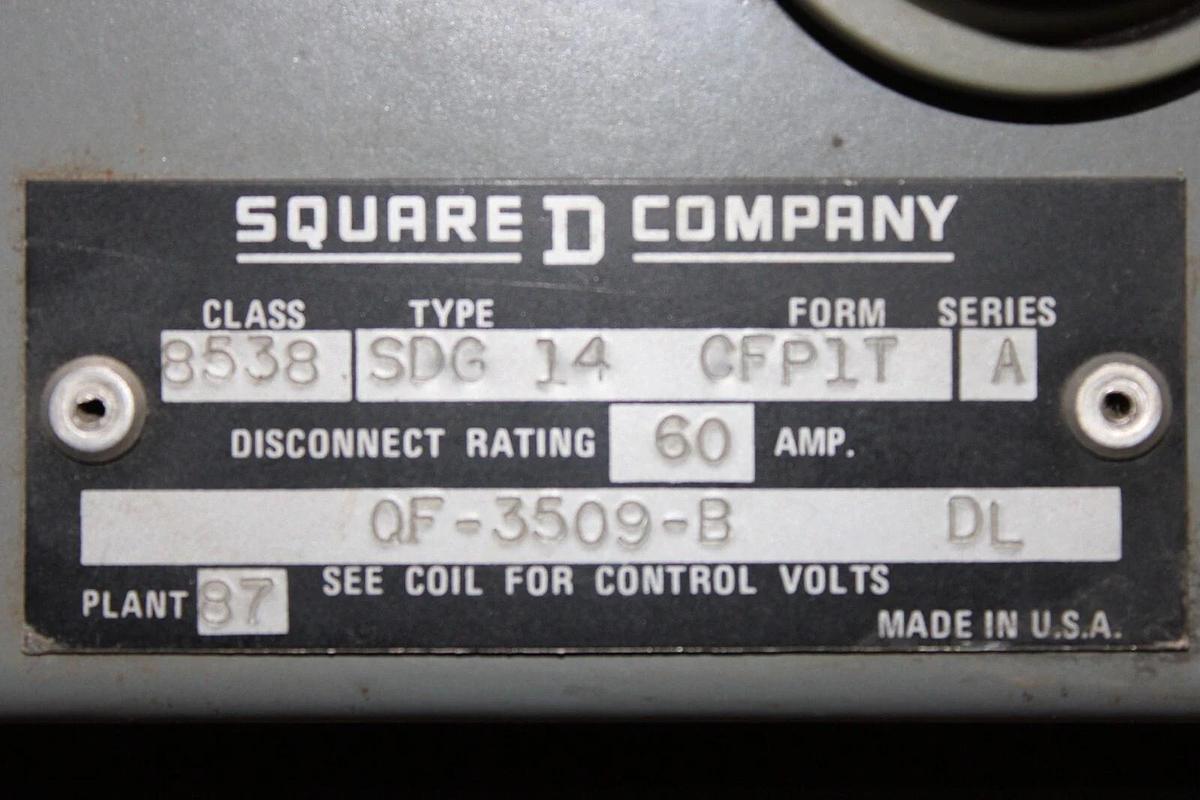 SQUARE D COMPANY
CLASS TYPE FORM SERIES
8538 SDG 14 CFP1T A
DISCONNECT RATING 60 AMP.
QF-3509-B DL
SEE COIL FOR CONTROL VOLTS
PLANT 87
MADE IN U.S.A.